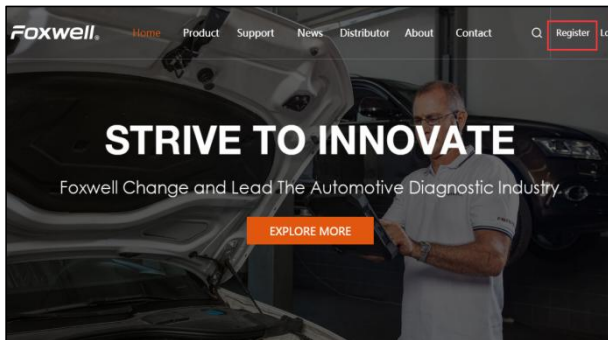 Foxwell®
Home Product Support News Distributor About Contact Register Lo
STRIVE TO INNOVATE
Foxwell Change and Lead The Automotive Diagnostic Industry.
EXPLORE MORE